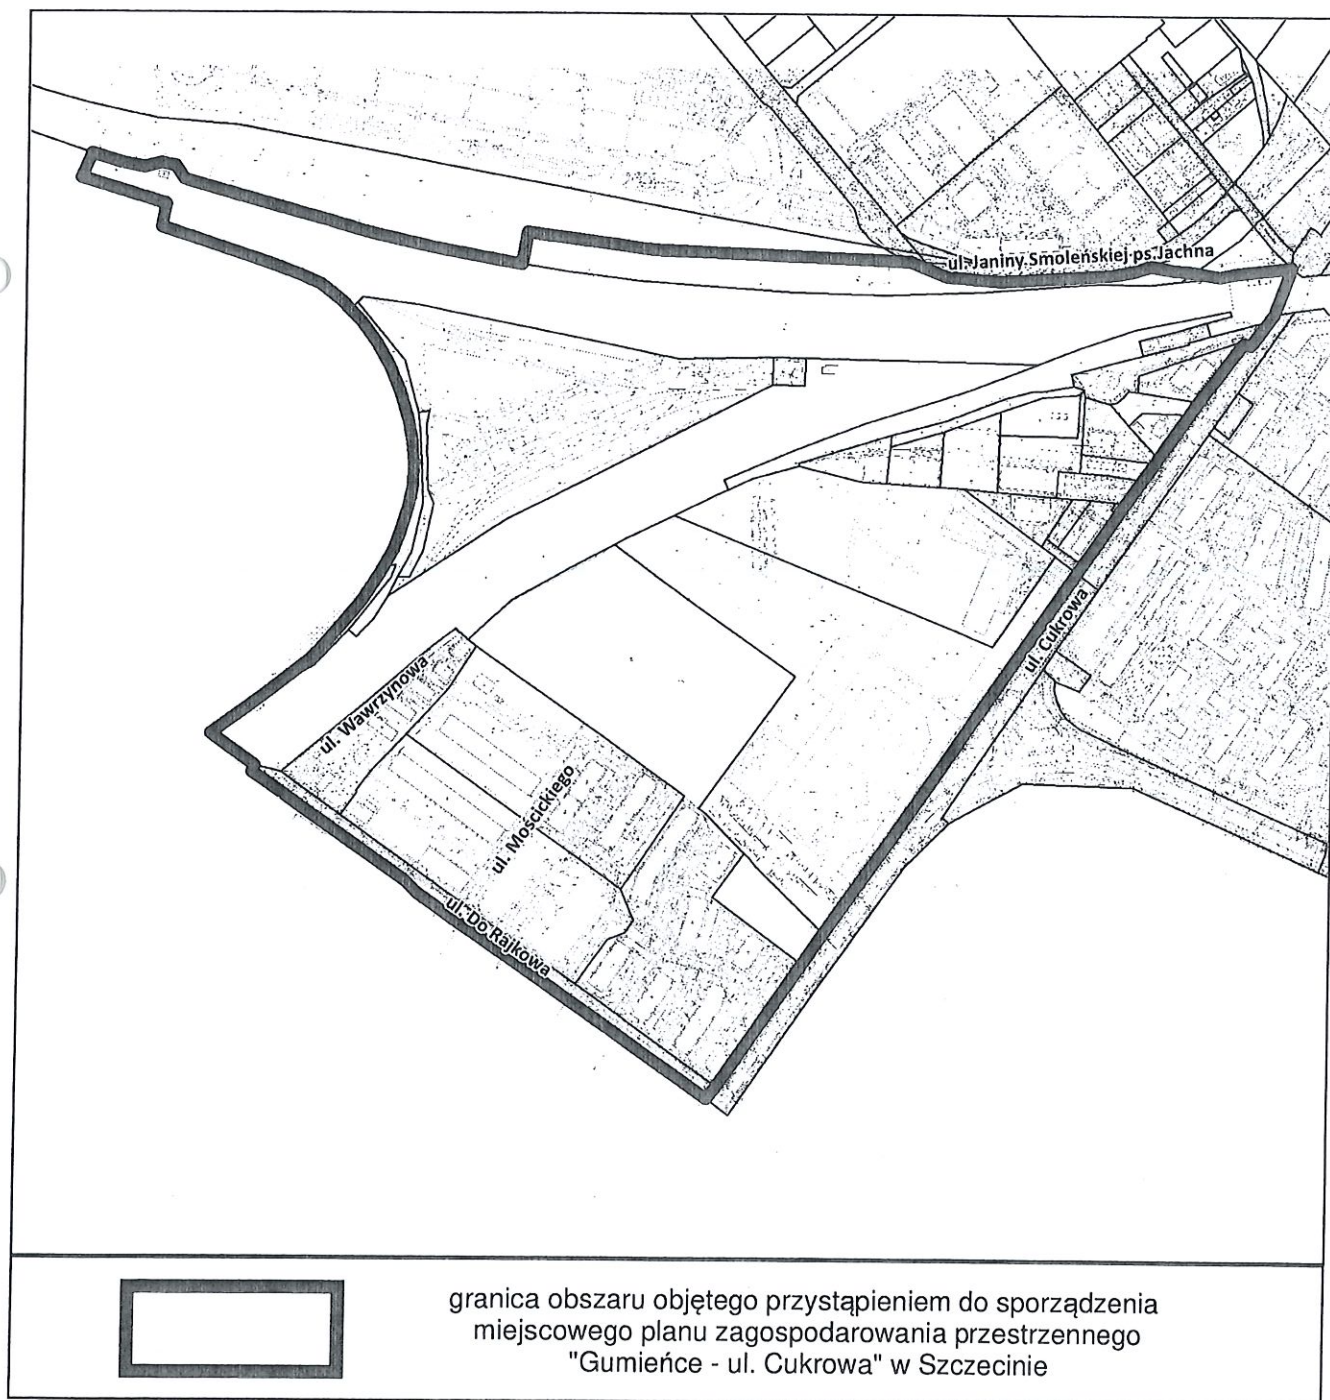 ul. Janiny Smoleńskiej ps.Jachna
ul. Cukrowa
ul. Wawrzynowa
ul. Mościckiego
ul. Do Rajkowa
granica obszaru objętego przystąpieniem do sporządzenia
miejscowego planu zagospodarowania przestrzennego
"Gumieńce - ul. Cukrowa" w Szczecinie